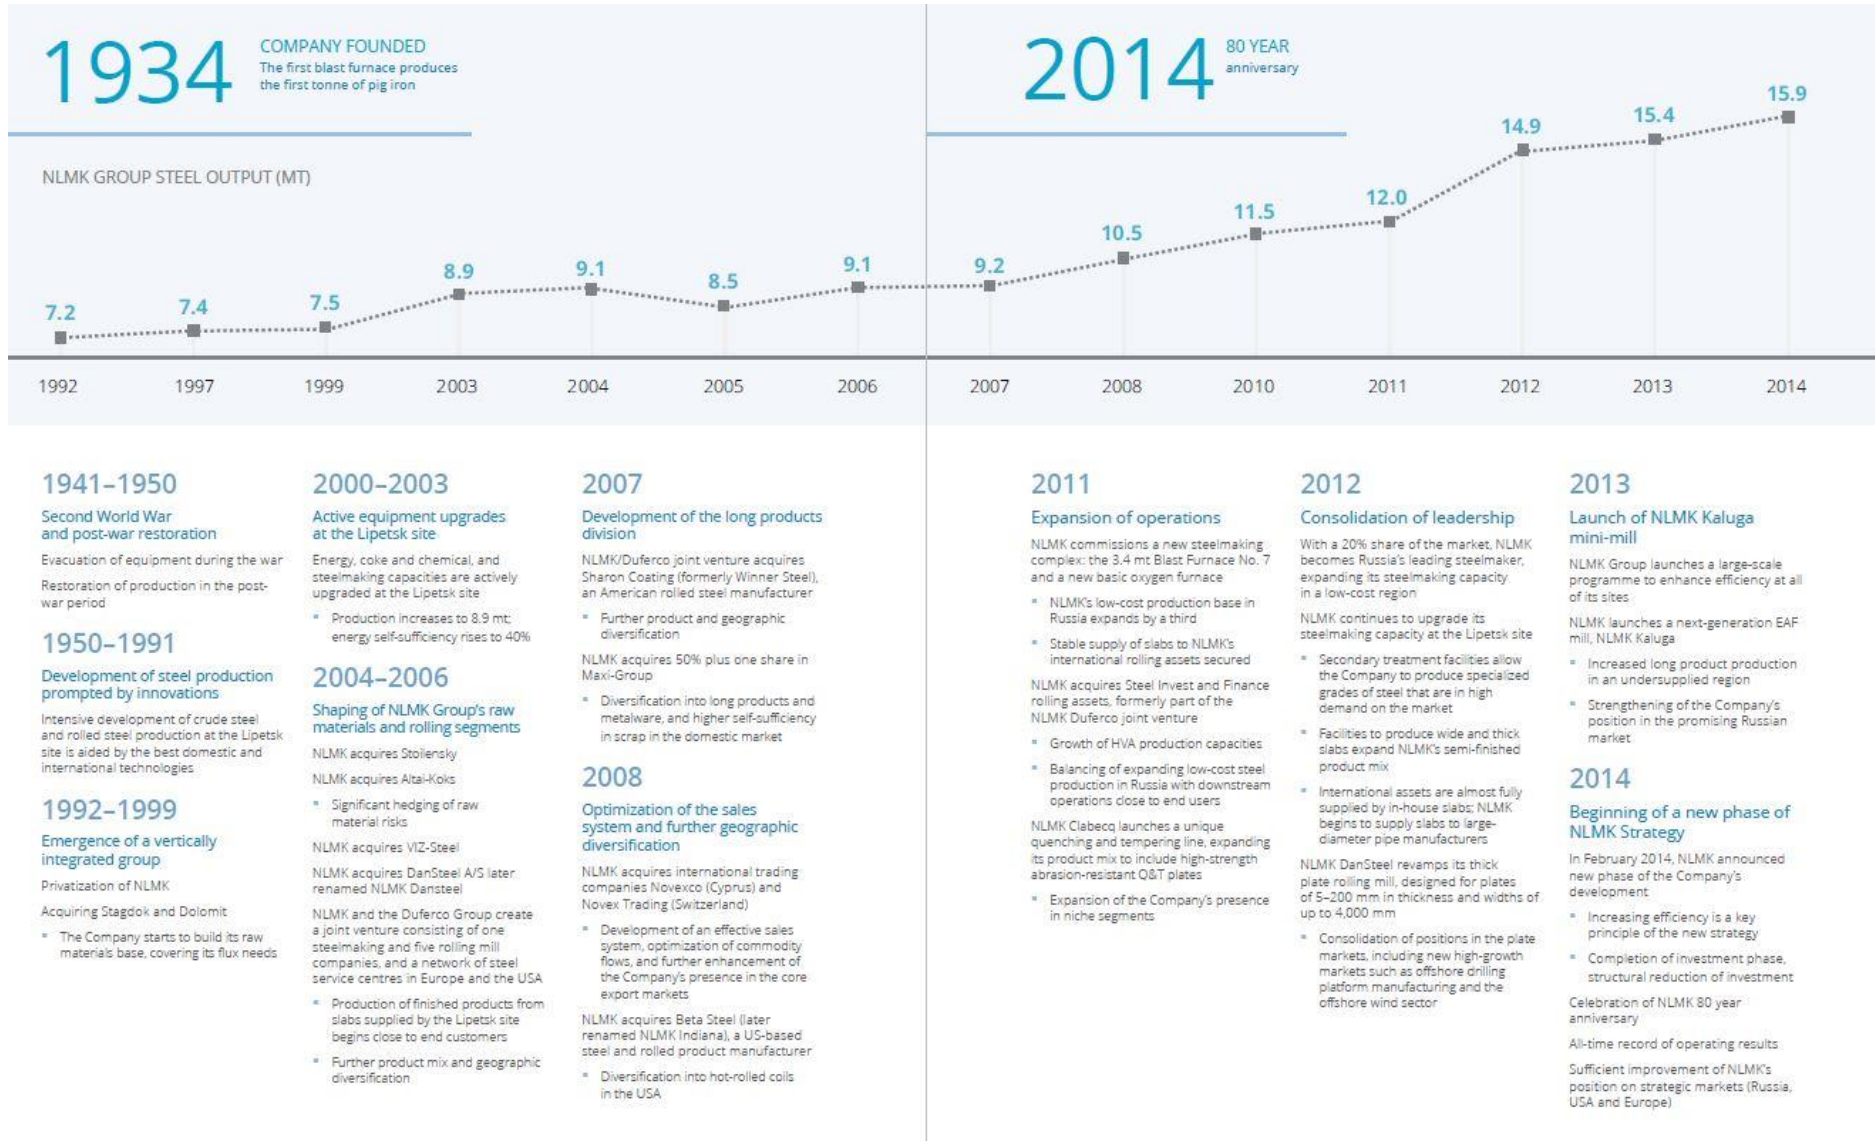 1934
COMPANY FOUNDED
The first blast furnace produces
the first tonne of pig iron
2014
80 YEAR
anniversary
NLMK GROUP STEEL OUTPUT (MT)
7.2
7.4
7.5
8.9
9.1
8.5
9.1
9.2
10.5
11.5
12.0
14.9
15.4
15.9
1992
1997
1999
2003
2004
2005
2006
2007
2008
2010
2011
2012
2013
2014
1941–1950
Second World War
and post-war restoration
Evacuation of equipment during the war
Restoration of production in the post-
war period
1950–1991
Development of steel production
prompted by innovations
Intensive development of crude steel
and rolled steel production at the Lipetsk
site is aided by the best domestic and
international technologies
1992–1999
Emergence of a vertically
integrated group
Privatization of NLMK
Acquiring Stagdok and Dolomit
The Company starts to build its raw
materials base, covering its flux needs
2000–2003
Active equipment upgrades
at the Lipetsk site
Energy, coke and chemical, and
steelmaking capacities are actively
upgraded at the Lipetsk site
Production increases to 8.9 mt;
energy self-sufficiency rises to 40%
2004–2006
Shaping of NLMK Group's raw
materials and rolling segments
NLMK acquires Stoilensky
NLMK acquires Altai-Koks
Significant hedging of raw
material risks
NLMK acquires VIZ-Steel
NLMK acquires DanSteel A/S later
renamed NLMK Dansteel
NLMK and the Duferco Group create
a joint venture consisting of one
steelmaking and five rolling mill
companies, and a network of steel
service centres in Europe and the USA
Production of finished products from
slabs supplied by the Lipetsk site
begins close to end customers
Further product mix and geographic
diversification
2007
Development of the long products
division
NLMK/Duferco joint venture acquires
Sharon Coating (formerly Winner Steel),
an American rolled steel manufacturer
Further product and geographic
diversification
NLMK acquires 50% plus one share in
Maxi-Group
Diversification into long products and
metalware, and higher self-sufficiency
in scrap in the domestic market
2008
Optimization of the sales
system and further geographic
diversification
NLMK acquires international trading
companies Novexco (Cyprus) and
Novex Trading (Switzerland)
Development of an effective sales
system, optimization of commodity
flows, and further enhancement of
the Company's presence in the core
export markets
NLMK acquires Beta Steel (later
renamed NLMK Indiana), a US-based
steel and rolled product manufacturer
Diversification into hot-rolled coils
in the USA
2011
Expansion of operations
NLMK commissions a new steelmaking
complex: the 3.4 mt Blast Furnace No. 7
and a new basic oxygen furnace
NLMK's low-cost production base in
Russia expands by a third
Stable supply of slabs to NLMK's
international rolling assets secured
NLMK acquires Steel Invest and Finance
rolling assets, formerly part of the
NLMK Duferco joint venture
Growth of HVA production capacities
Balancing of expanding low-cost steel
production in Russia with downstream
operations close to end users
NLMK Clabecq launches a unique
quenching and tempering line, expanding
its product mix to include high-strength
abrasion-resistant Q&T plates
Expansion of the Company's presence
in niche segments
2012
Consolidation of leadership
With a 20% share of the market, NLMK
becomes Russia's leading steelmaker,
expanding its steelmaking capacity
in a low-cost region
NLMK continues to upgrade its
steelmaking capacity at the Lipetsk site
Secondary treatment facilities allow
the Company to produce specialized
grades of steel that are in high
demand on the market
Facilities to produce wide and thick
slabs expand NLMK's semi-finished
product mix
International assets are almost fully
supplied by in-house slabs; NLMK
begins to supply slabs to large-
diameter pipe manufacturers
NLMK DanSteel revamps its thick
plate rolling mill, designed for plates
of 5–200 mm in thickness and widths of
up to 4,000 mm
Consolidation of positions in the plate
markets, including new high-growth
markets such as offshore drilling
platform manufacturing and the
offshore wind sector
2013
Launch of NLMK Kaluga
mini-mill
NLMK Group launches a large-scale
programme to enhance efficiency at all
of its sites
NLMK launches a next-generation EAF
mill, NLMK Kaluga
Increased long product production
in an undersupplied region
Strengthening of the Company's
position in the promising Russian
market
2014
Beginning of a new phase of
NLMK Strategy
In February 2014, NLMK announced
new phase of the Company's
development
Increasing efficiency is a key
principle of the new strategy
Completion of investment phase,
structural reduction of investment
Celebration of NLMK 80 year
anniversary
All-time record of operating results
Sufficient improvement of NLMK's
position on strategic markets (Russia,
USA and Europe)